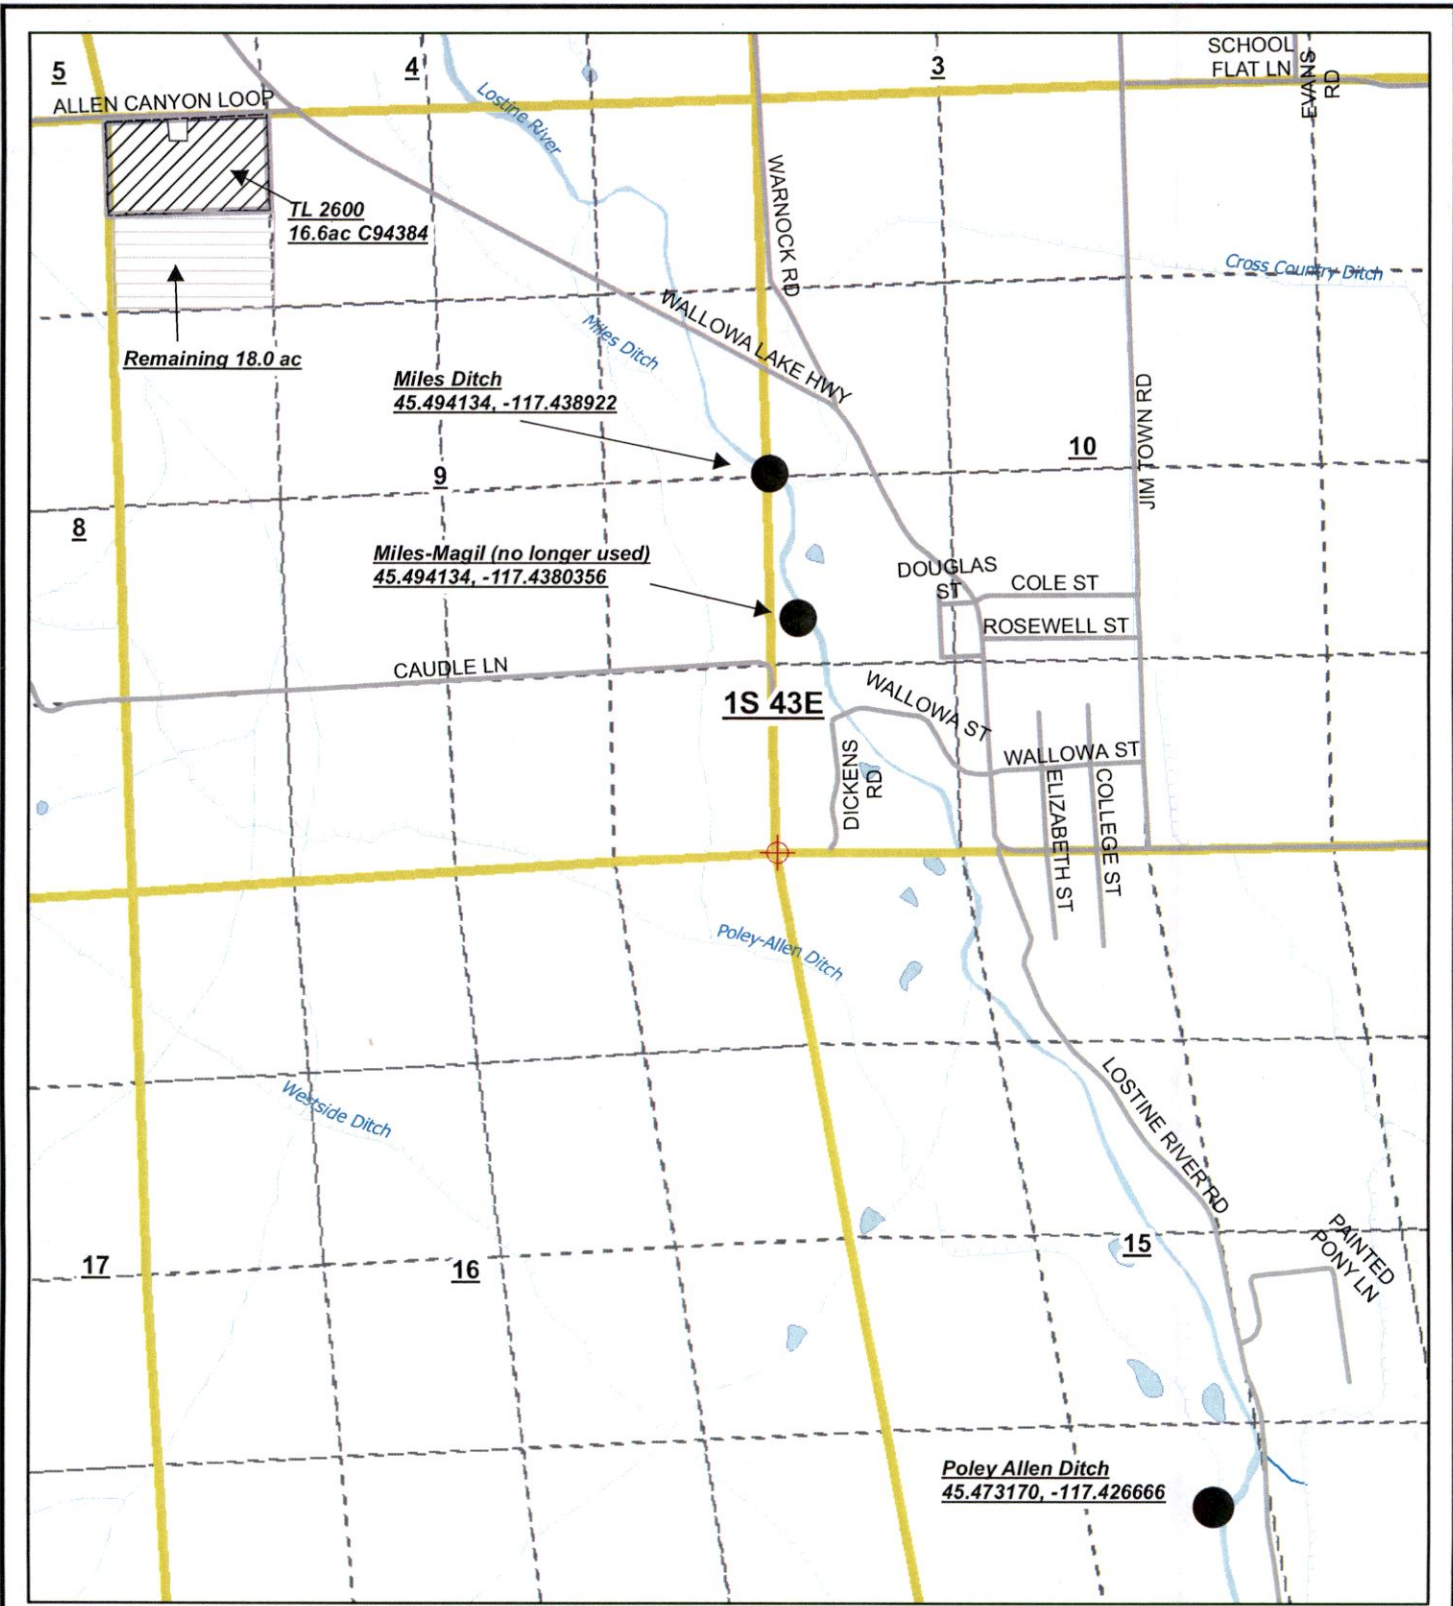 5
4
3
SCHOOL
FLAT LN
EVANS
RD
ALLEN CANYON LOOP
Lostine River
TL 2600
16.6ac C94384
WARNOCK RD
Cross Country Ditch
Remaining 18.0 ac
Miles Ditch
WALLOWA LAKE HWY
Miles Ditch
45.494134, -117.438922
JIM TOWN RD
10
9
8
Miles-Magil (no longer used)
45.494134, -117.4380356
DOUGLAS
ST
COLE ST
ROSEWELL ST
CAUDLE LN
1S 43E
WALLOWA ST
WALLOWA ST
DICKENS
RD
ELIZABETH ST
COLLEGE ST
Poley-Allen Ditch
Westside Ditch
LOSTINE RIVER RD
PAINTED
PONY LN
17
16
15
Poley Allen Ditch
45.473170, -117.426666